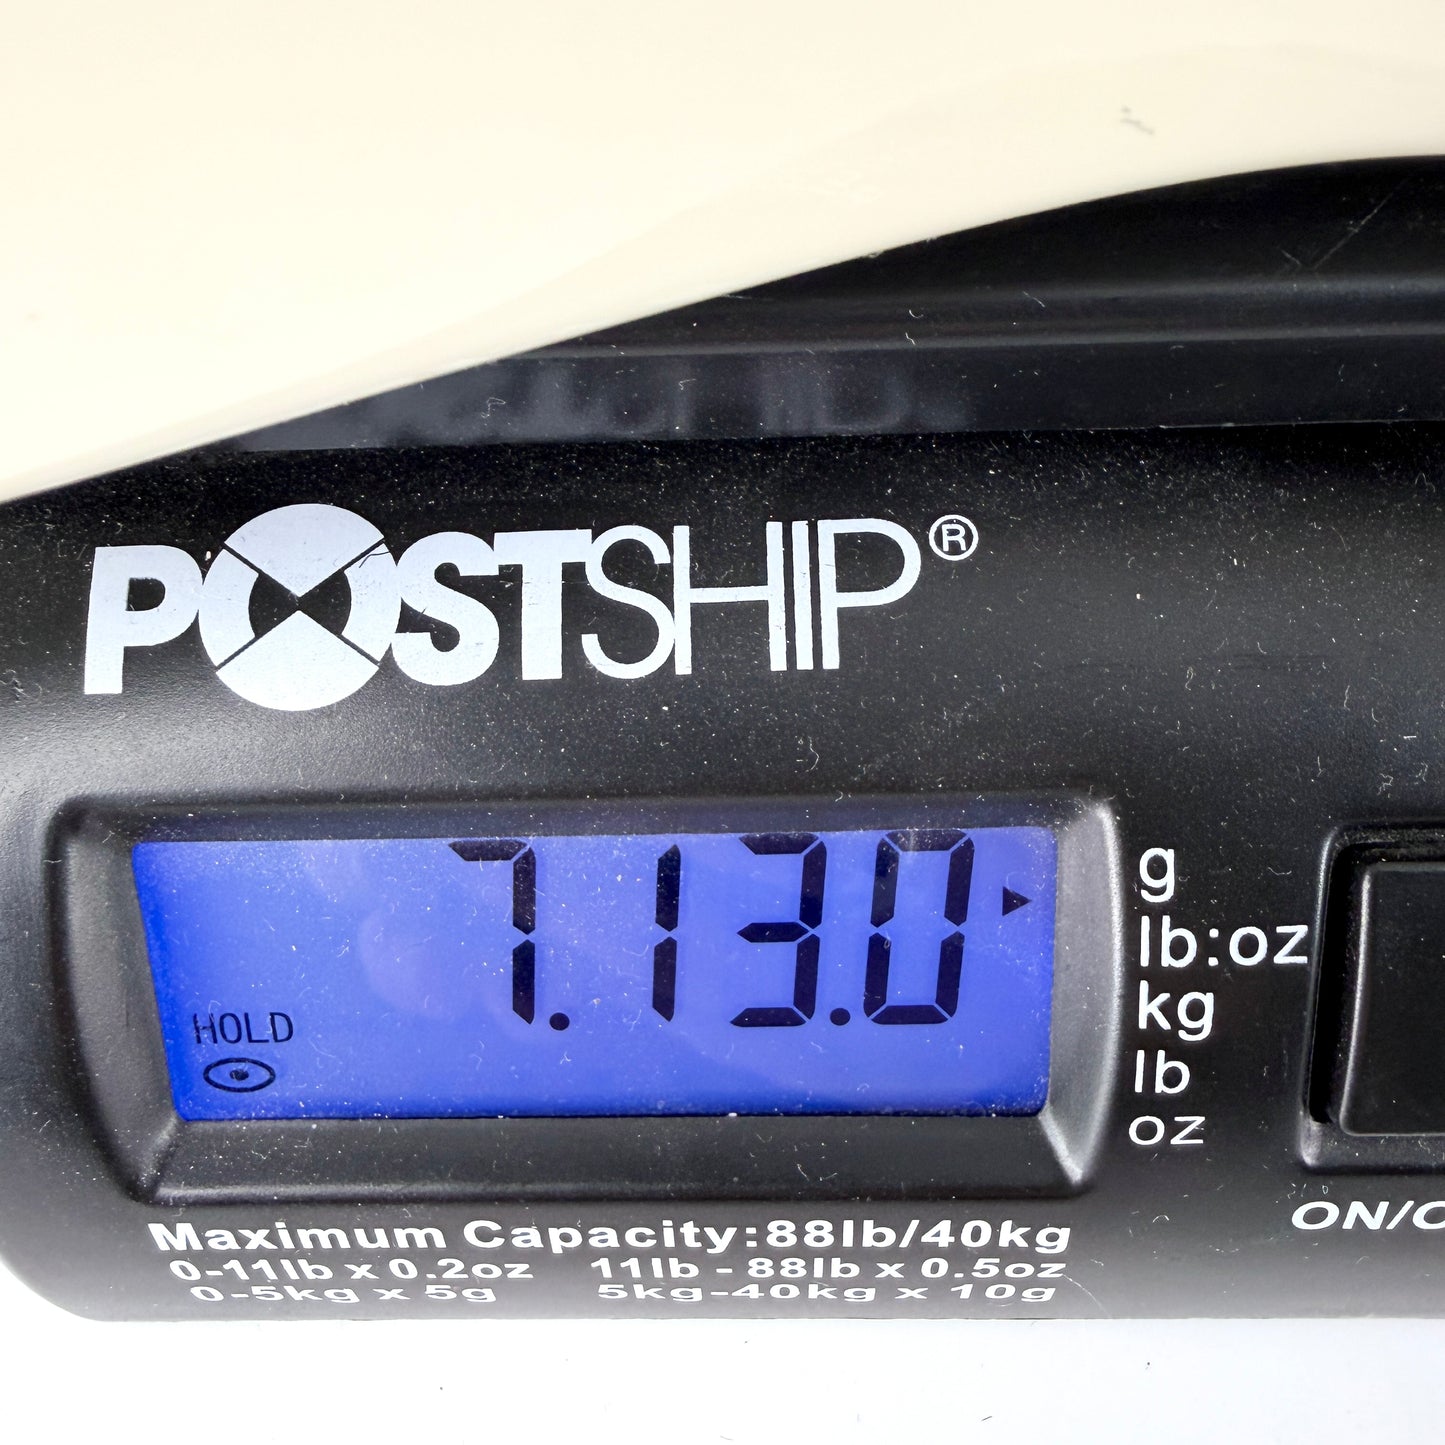 POSTSHIP®
7.13.0
HOLD
g
lb:oz
kg
lb
oz
Maximum Capacity:88lb/40kg
0-11lb x 0.2oz 11lb - 88lb x 0.5oz
0-5kg x 5g 5kg-40kg x 10g